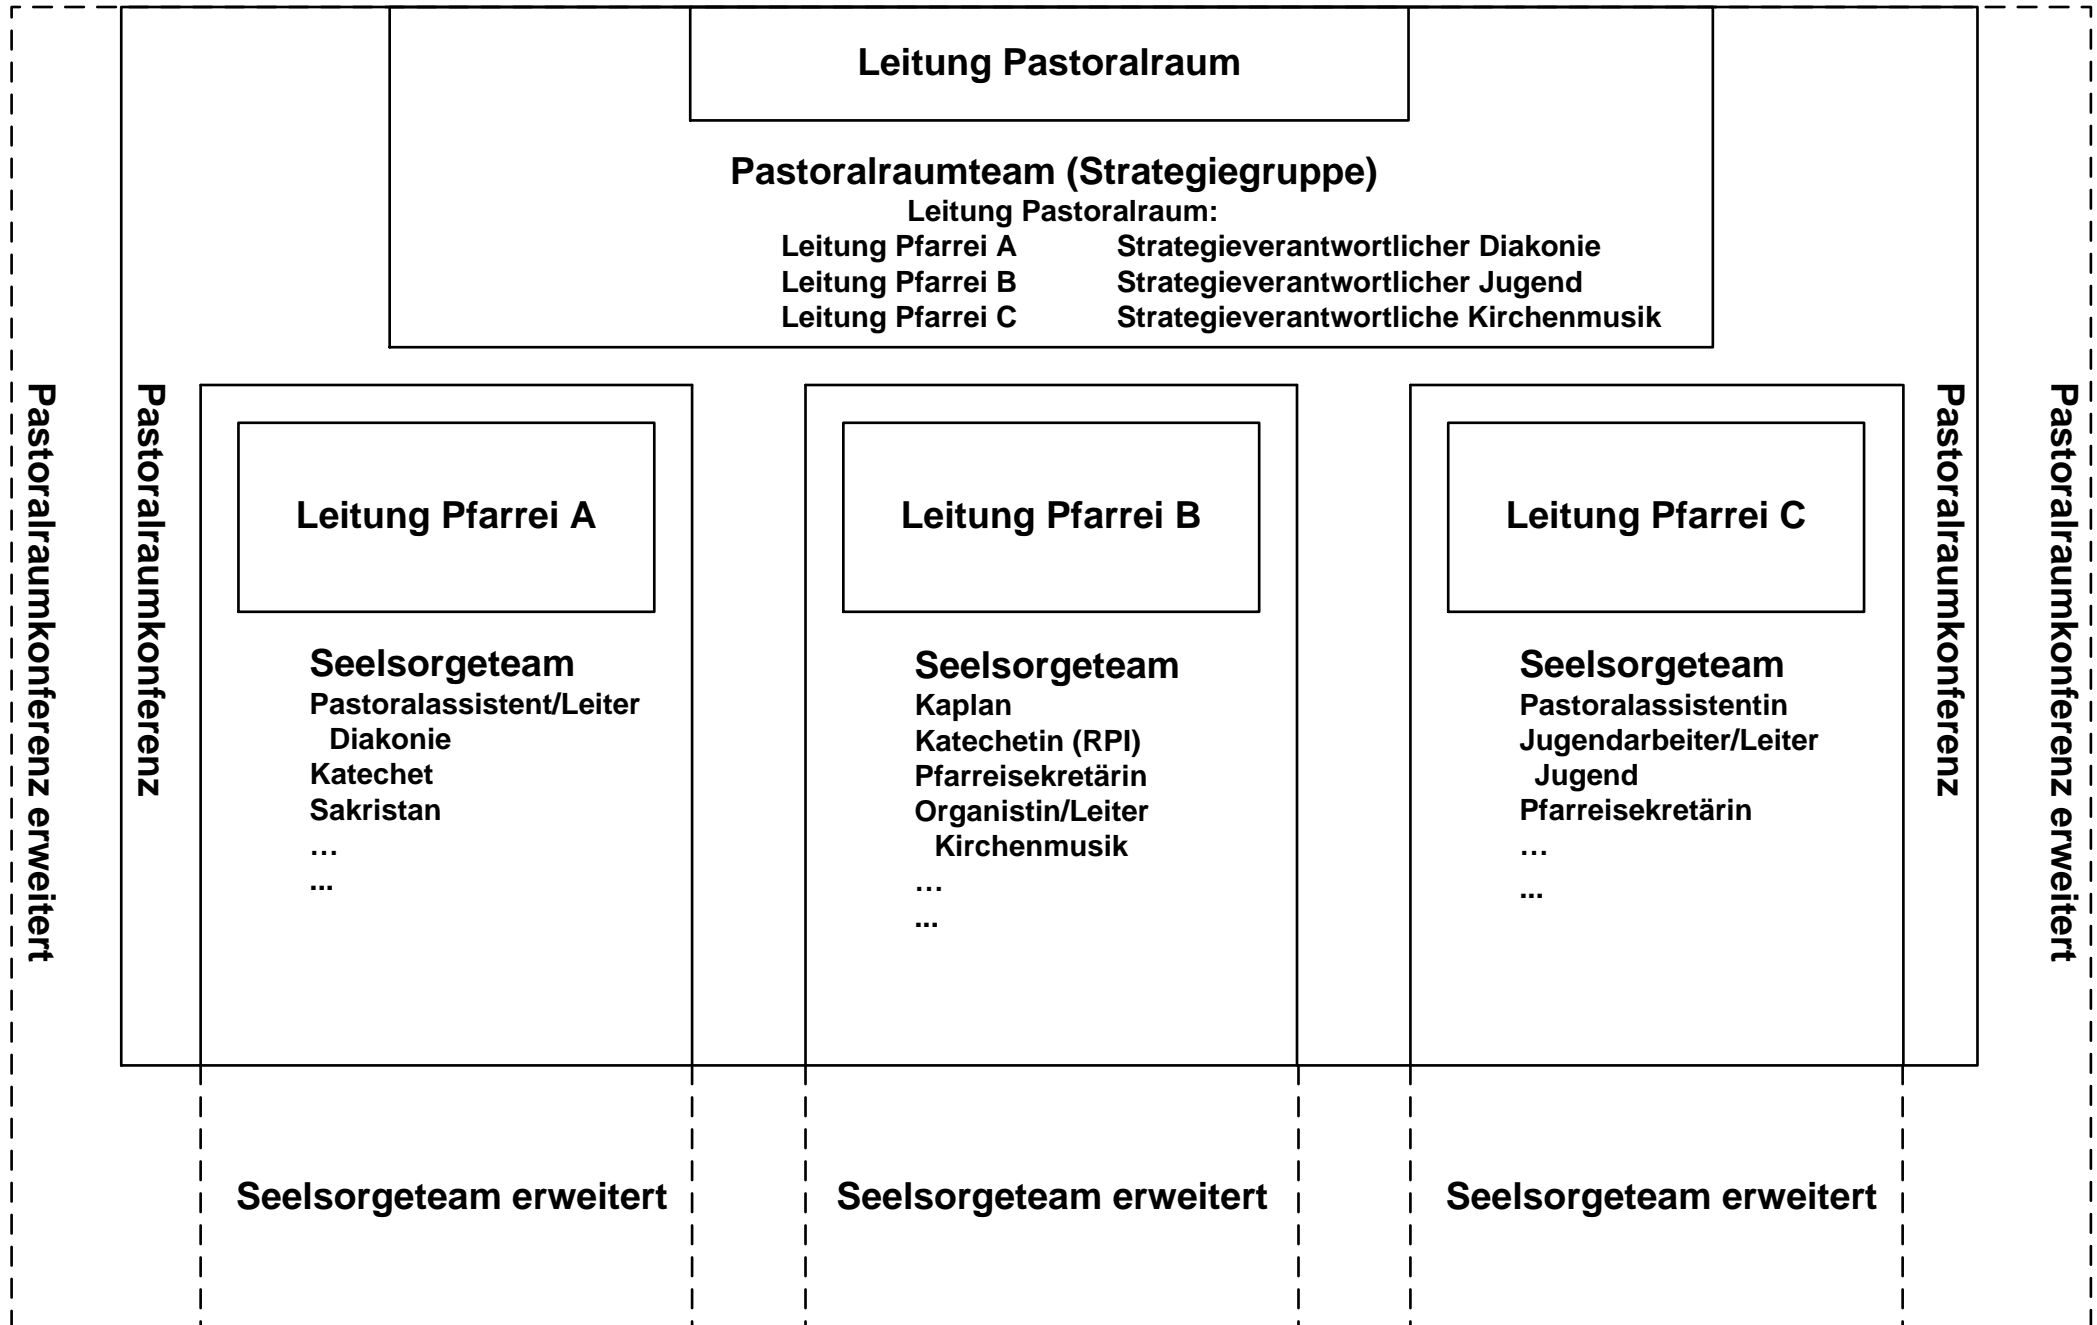 Leitung Pastoralraum
Pastoralraumteam (Strategiegruppe)
Leitung Pastoralraum:
Leitung Pfarrei A Strategieverantwortlicher Diakonie
Leitung Pfarrei B Strategieverantwortlicher Jugend
Leitung Pfarrei C Strategieverantwortliche Kirchenmusik
Pastoralraumkonferenz erweitert
Pastoralraumkonferenz
Leitung Pfarrei A
Seelsorgeteam
Pastoralassistent/Leiter
Diakonie
Katechet
Sakristan
…
...
Leitung Pfarrei B
Seelsorgeteam
Kaplan
Katechetin (RPI)
Pfarreisekretärin
Organistin/Leiter
Kirchenmusik
…
...
Leitung Pfarrei C
Seelsorgeteam
Pastoralassistentin
Jugendarbeiter/Leiter
Jugend
Pfarreisekretärin
…
...
Pastoralraumkonferenz
Pastoralraumkonferenz erweitert
Seelsorgeteam erweitert
Seelsorgeteam erweitert
Seelsorgeteam erweitert